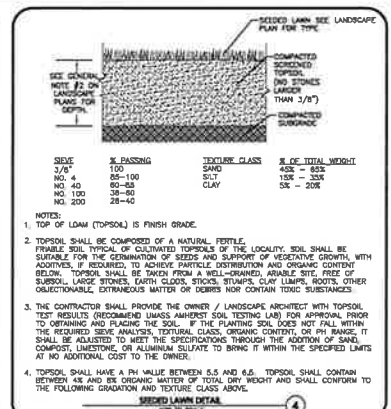 SEEDED LAWN SEE LANDSCAPE
PLAN FOR TYPE
COMPACTED
SCREENED
TOPSOIL
(NO STONES
LARGER
THAN 3/8")
SEE GENERAL
NOTE #2 ON
LANDSCAPE
PLANS FOR
DEPTH.
COMPACTED
SUBGRADE
SIEVE % PASSING TEXTURE CLASS % OF TOTAL WEIGHT
3/8" 100 SAND 45% - 65%
NO. 4 85-100 SILT 15% - 35%
NO. 40 60-85 CLAY 5% - 20%
NO. 100 38-60
NO. 200 28-40
NOTES:
1. TOP OF LOAM (TOPSOIL) IS FINISH GRADE.
2. TOPSOIL SHALL BE COMPOSED OF A NATURAL, FERTILE,
FRIABLE SOIL TYPICAL OF CULTIVATED TOPSOILS OF THE LOCALITY. SOIL SHALL BE
SUITABLE FOR THE GERMINATION OF SEEDS AND SUPPORT OF VEGETATIVE GROWTH, WITH
ADDITIVES, IF REQUIRED, TO ACHIEVE PARTICLE DISTRIBUTION AND ORGANIC CONTENT
BELOW. TOPSOIL SHALL BE TAKEN FROM A WELL-DRAINED, ARABLE SITE, FREE OF
SUBSOIL, LARGE STONES, EARTH CLODS, STICKS, STUMPS, CLAY LUMPS, ROOTS, OTHER
OBJECTIONABLE, EXTRANEOUS MATTER OR DEBRIS NOR CONTAIN TOXIC SUBSTANCES.
3. THE CONTRACTOR SHALL PROVIDE THE OWNER / LANDSCAPE ARCHITECT WITH TOPSOIL
TEST RESULTS (RECOMMEND UMASS AMHERST SOIL TESTING LAB) FOR APPROVAL PRIOR
TO OBTAINING AND PLACING THE SOIL. IF THE PLANTING SOIL DOES NOT FALL WITHIN
THE REQUIRED SIEVE ANALYSIS, TEXTURAL CLASS, ORGANIC CONTENT, OR PH RANGE, IT
SHALL BE ADJUSTED TO MEET THE SPECIFICATIONS THROUGH THE ADDITION OF SAND,
COMPOST, LIMESTONE, OR ALUMINUM SULFATE TO BRING IT WITHIN THE SPECIFIED LIMITS
AT NO ADDITIONAL COST TO THE OWNER.
4. TOPSOIL SHALL HAVE A PH VALUE BETWEEN 5.5 AND 6.5. TOPSOIL SHALL CONTAIN
BETWEEN 4% AND 8% ORGANIC MATTER OF TOTAL DRY WEIGHT AND SHALL CONFORM TO
THE FOLLOWING GRADATION AND TEXTURE CLASS ABOVE.
SEEDED LAWN DETAIL
4